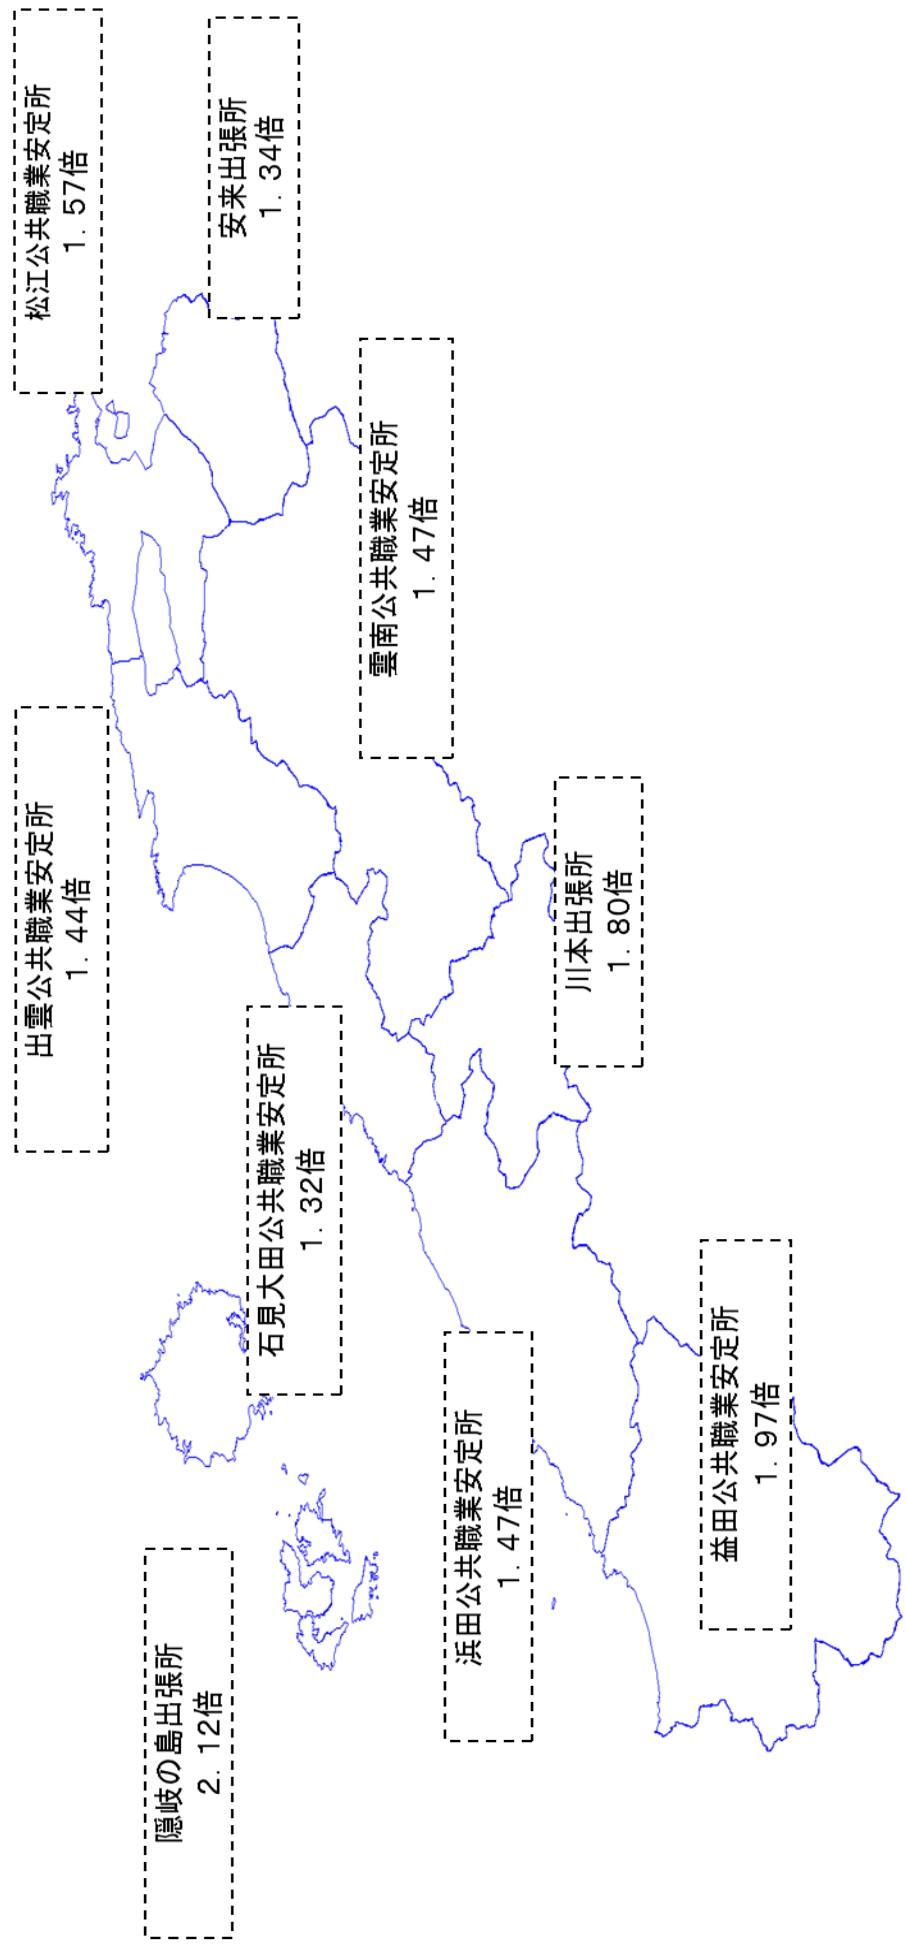 隠岐の島出張所
2．12倍
出雲公共職業安定所
1．44倍
松江公共職業安定所
1．57倍
安来出張所
1．34倍
石見大田公共職業安定所
1．32倍
雲南公共職業安定所
1．47倍
浜田公共職業安定所
1．47倍
川本出張所
1．80倍
益田公共職業安定所
1．97倍